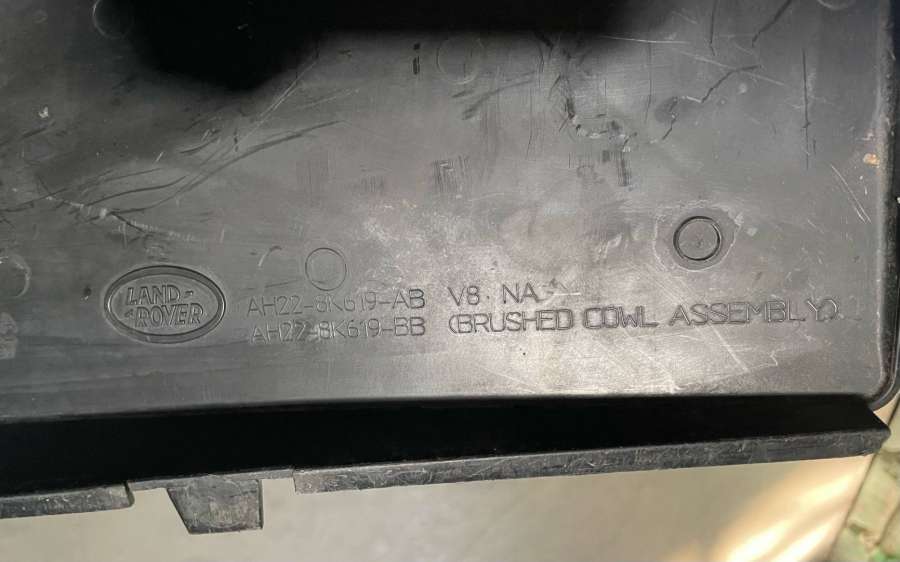 LAND-
-ROVER
AH22-8K619-AB V8 NA
AH22-8K619-BB (BRUSHED COWL ASSEMBLY)